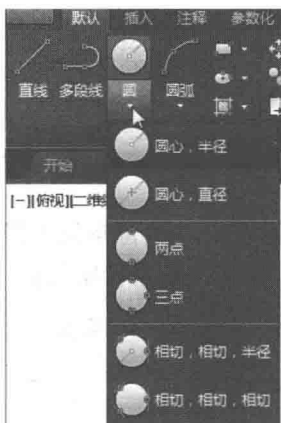 默认 插入 注释 参数化
直线 多段线 圆 圆弧
开始
[-][俯视][二维
圆心，半径
圆心，直径
两点
三点
相切，相切，半径
相切，相切，相切